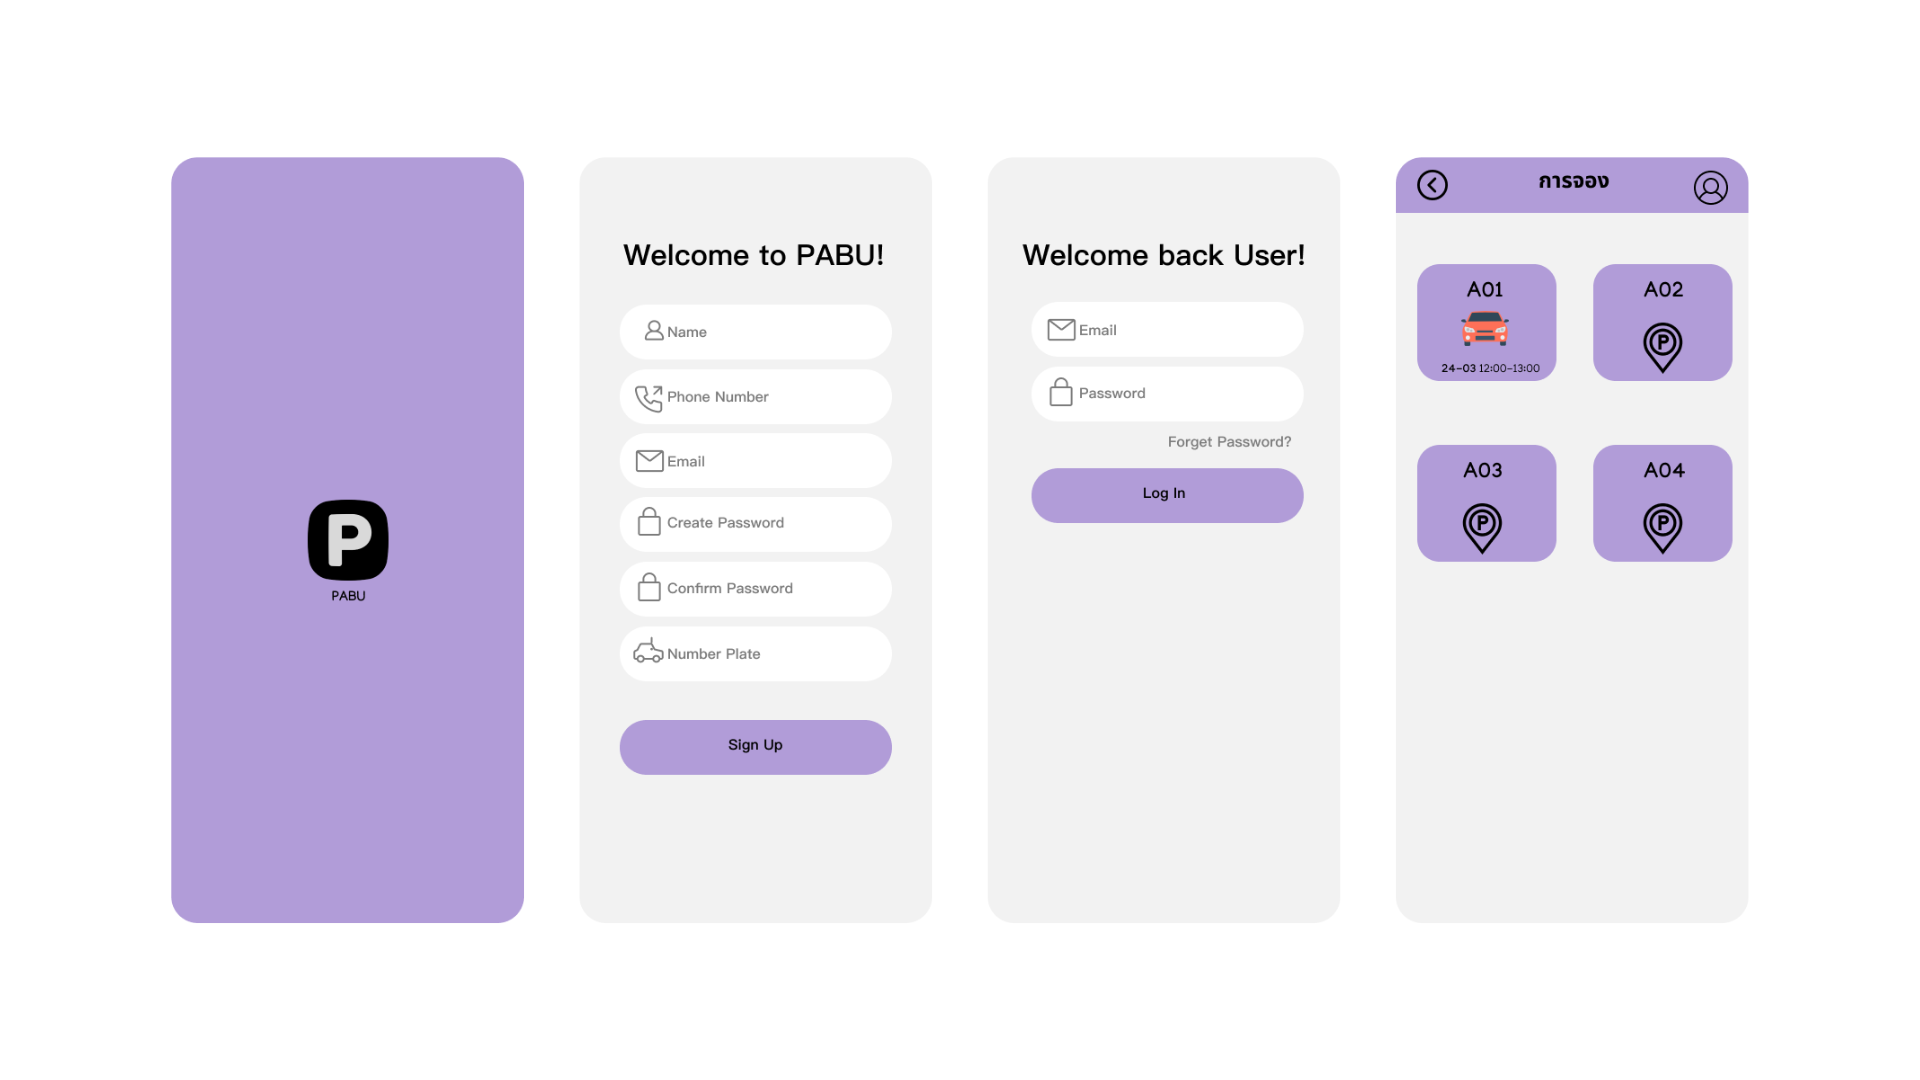 P
PABU
Welcome to PABU!
Name
Phone Number
Email
Create Password
Confirm Password
Number Plate
Sign Up
Welcome back User!
Email
Password
Forget Password?
Log In
การจอง
A01
24-03 12:00-13:00
A02
P
A03
P
A04
P